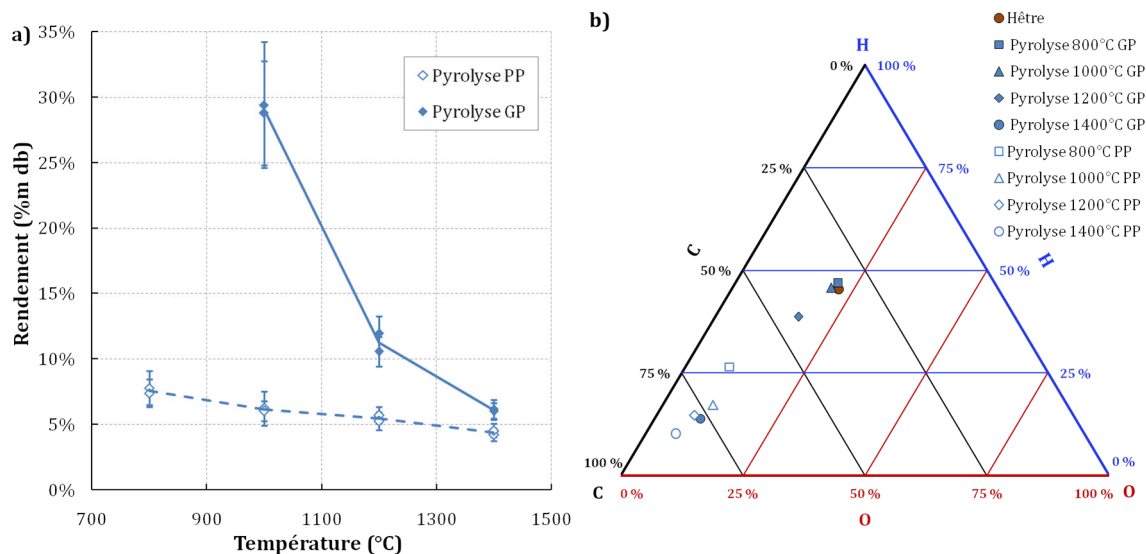 a)
35%
30%
25%
20%
15%
10%
5%
0%
Rendement (%m db)
Pyrolyse PP
Pyrolyse GP
700 900 1100 1300 1500
Température (°C)
b)
Hêtre
Pyrolyse 800°C GP
Pyrolyse 1000°C GP
Pyrolyse 1200°C GP
Pyrolyse 1400°C GP
Pyrolyse 800°C PP
Pyrolyse 1000°C PP
Pyrolyse 1200°C PP
Pyrolyse 1400°C PP
H
0 % 100 %
25 % 75 %
C H
50 % 50 %
75 % 25 %
100 % 0 %
C 0 % 25 % 50 % 75 % 100 % O
O